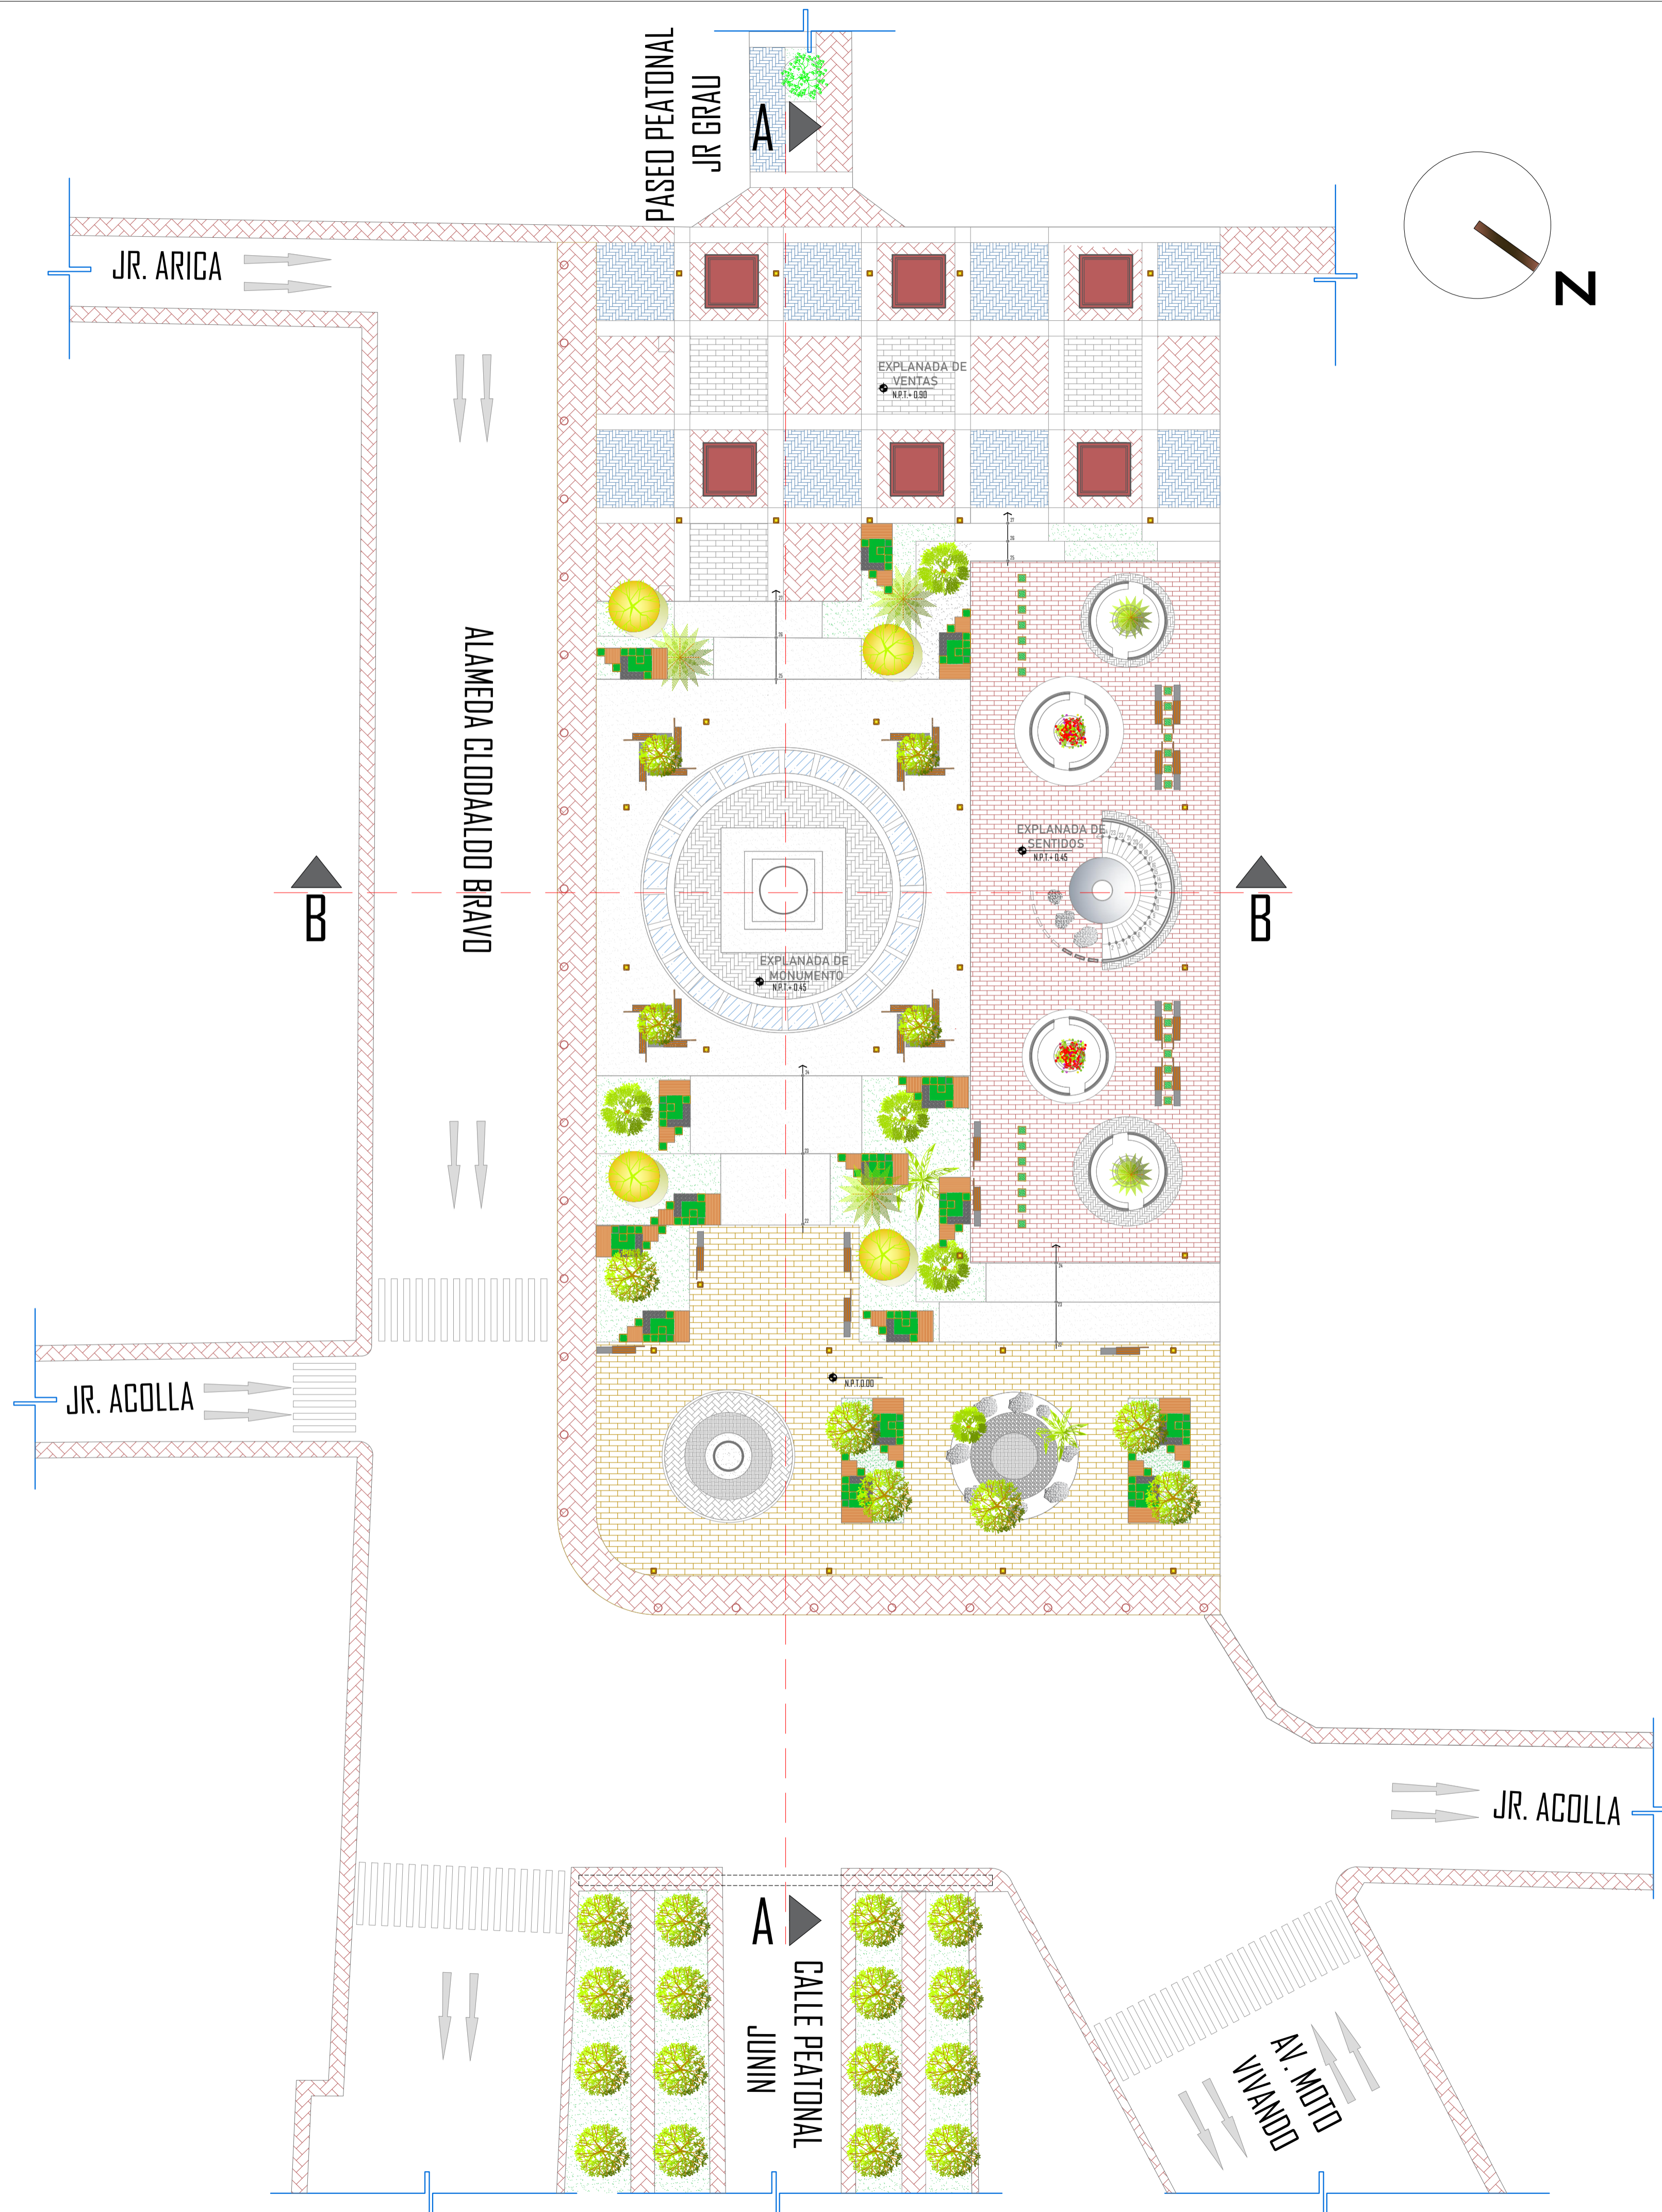 PASEO PEATONAL
JR GRAU
A
JR. ARICA
N
EXPLANADA DE
VENTAS
N.P.T.+ 0.90
ALAMEDA CLODAALDO BRAVO
EXPLANADA DE
SENTIDOS
N.P.T.+ 0.45
B
B
EXPLANADA DE
MONUMENTO
N.P.T.+ 0.45
JR. ACOLLA
N.P.T.0.00
JR. ACOLLA
A
CALLE PEATONAL
JUNIN
AV. MOTO
VIVANDO